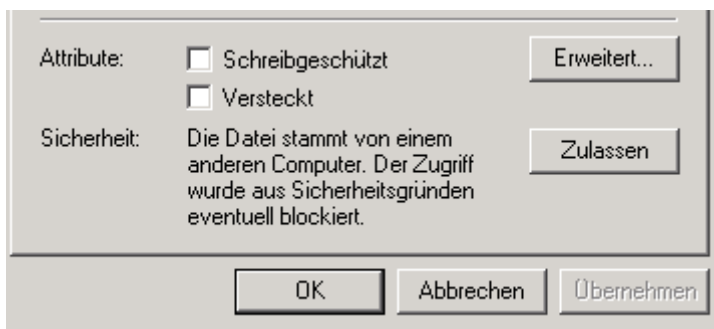 Attribute:
Schreibgeschützt
Erweitert...
Versteckt
Sicherheit:
Die Datei stammt von einem
anderen Computer. Der Zugriff
wurde aus Sicherheitsgründen
eventuell blockiert.
Zulassen
OK
Abbrechen
Übernehmen